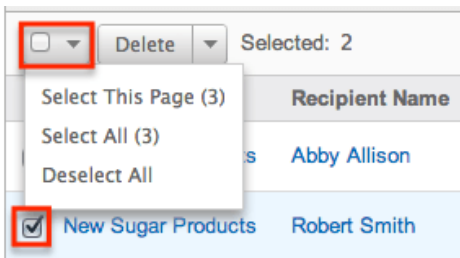 Delete Selected: 2
Select This Page (3)
Recipient Name
Select All (3)
s Abby Allison
Deselect All
New Sugar Products Robert Smith